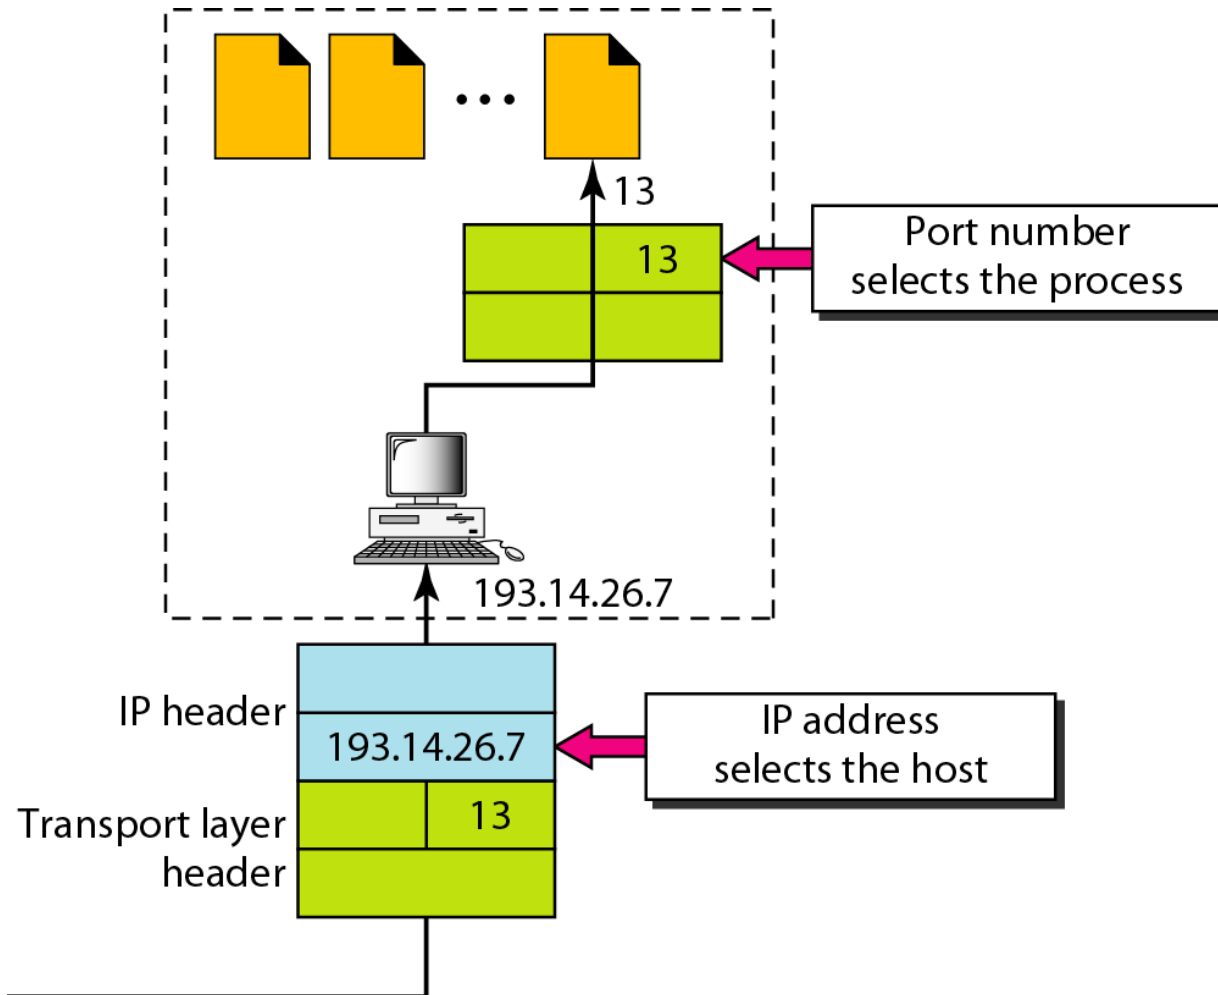 13
13
Port number
selects the process
193.14.26.7
IP header
193.14.26.7
IP address
selects the host
Transport layer
header
13